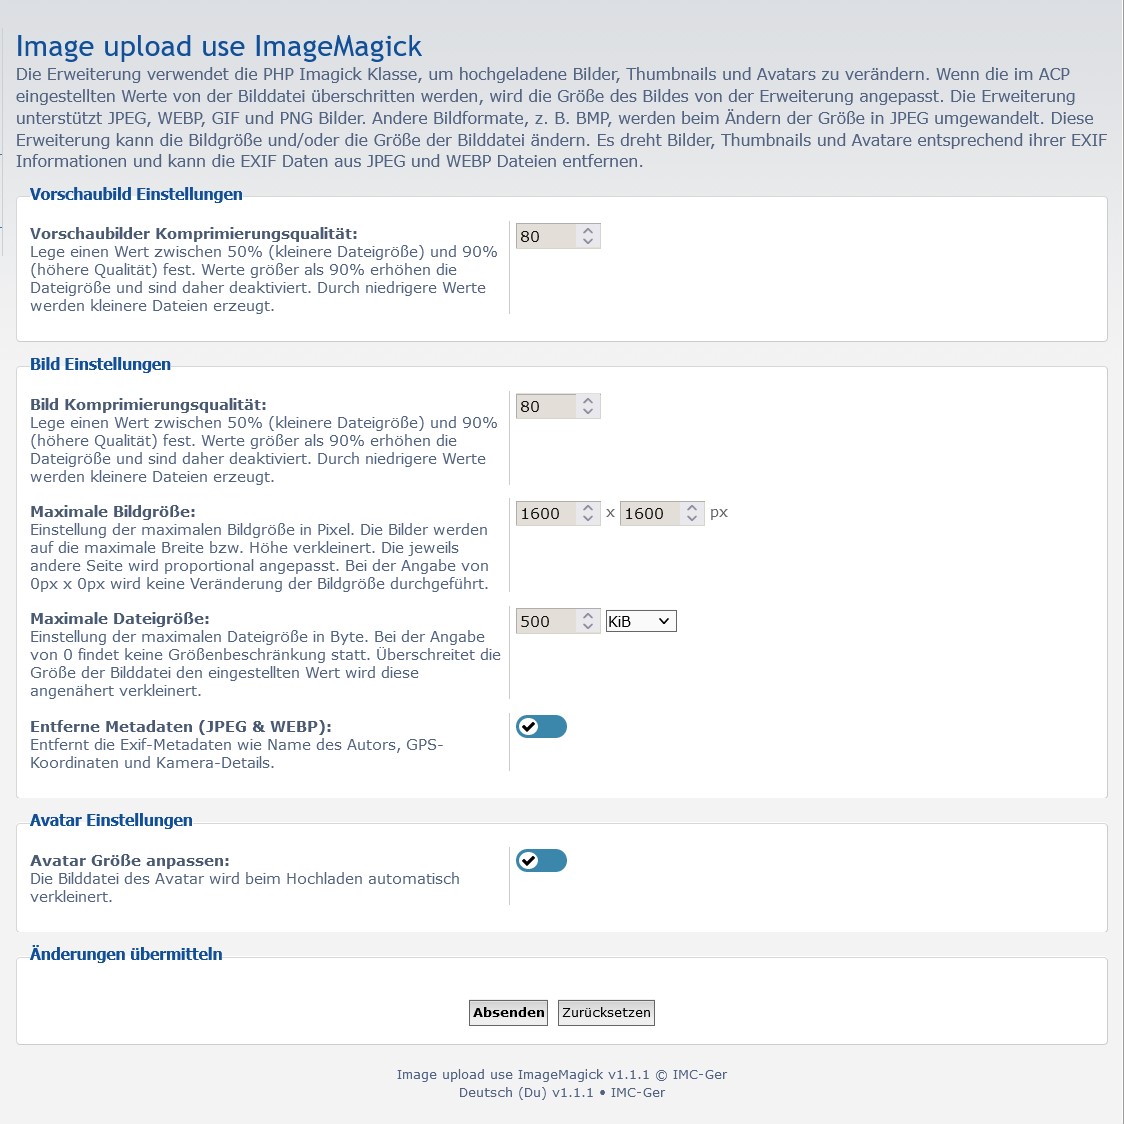 Image upload use ImageMagick
Die Erweiterung verwendet die PHP Imagick Klasse, um hochgeladene Bilder, Thumbnails und Avatars zu verändern. Wenn die im ACP
eingestellten Werte von der Bilddatei überschritten werden, wird die Größe des Bildes von der Erweiterung angepasst. Die Erweiterung
unterstützt JPEG, WEBP, GIF und PNG Bilder. Andere Bildformate, z. B. BMP, werden beim Ändern der Größe in JPEG umgewandelt. Diese
Erweiterung kann die Bildgröße und/oder die Größe der Bilddatei ändern. Es dreht Bilder, Thumbnails und Avatare entsprechend ihrer EXIF
Informationen und kann die EXIF Daten aus JPEG und WEBP Dateien entfernen.
Vorschaubild Einstellungen
Vorschaubilder Komprimierungsqualität:
80
Lege einen Wert zwischen 50% (kleinere Dateigröße) und 90%
(höhere Qualität) fest. Werte größer als 90% erhöhen die
Dateigröße und sind daher deaktiviert. Durch niedrigere Werte
werden kleinere Dateien erzeugt.
Bild Einstellungen
Bild Komprimierungsqualität:
80
Lege einen Wert zwischen 50% (kleinere Dateigröße) und 90%
(höhere Qualität) fest. Werte größer als 90% erhöhen die
Dateigröße und sind daher deaktiviert. Durch niedrigere Werte
werden kleinere Dateien erzeugt.
Maximale Bildgröße:
1600 x 1600 px
Einstellung der maximalen Bildgröße in Pixel. Die Bilder werden
auf die maximale Breite bzw. Höhe verkleinert. Die jeweils
andere Seite wird proportional angepasst. Bei der Angabe von
0px x 0px wird keine Veränderung der Bildgröße durchgeführt.
Maximale Dateigröße:
500 KiB
Einstellung der maximalen Dateigröße in Byte. Bei der Angabe
von 0 findet keine Größenbeschränkung statt. Überschreitet die
Größe der Bilddatei den eingestellten Wert wird diese
angenähert verkleinert.
Entferne Metadaten (JPEG & WEBP):
Entfernt die Exif-Metadaten wie Name des Autors, GPS-
Koordinaten und Kamera-Details.
Avatar Einstellungen
Avatar Größe anpassen:
Die Bilddatei des Avatar wird beim Hochladen automatisch
verkleinert.
Änderungen übermitteln
Absenden Zurücksetzen
Image upload use ImageMagick v1.1.1 © IMC-Ger
Deutsch (Du) v1.1.1 • IMC-Ger